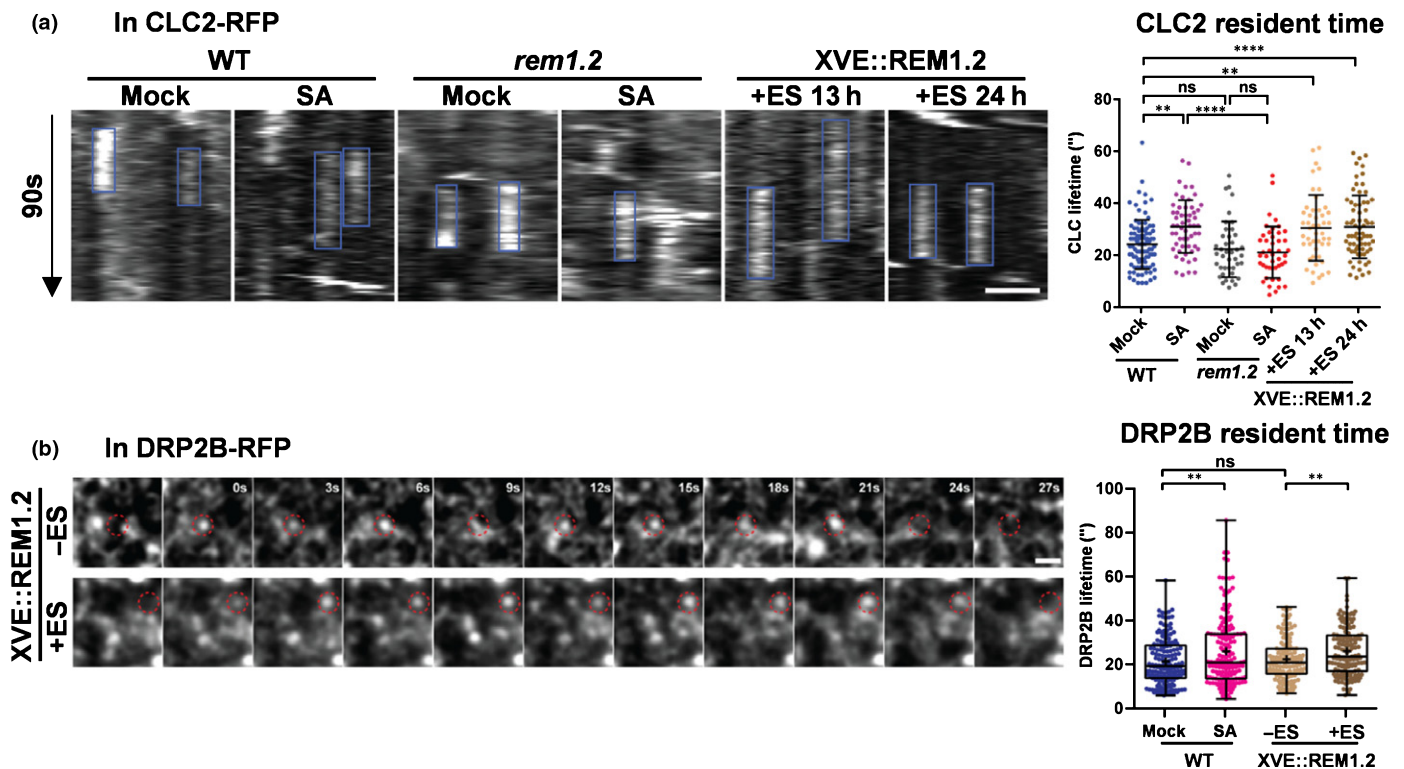 (a) In CLC2-RFP
WT rem1.2 XVE::REM1.2
Mock SA Mock SA +ES 13 h +ES 24 h
90s
CLC2 resident time
****
**
ns ns
** ****
80
60
40
20
0
CLC lifetime (")
Mock SA Mock SA +ES 13 h +ES 24 h
WT rem1.2
XVE::REM1.2
(b) In DRP2B-RFP
XVE::REM1.2
–ES
0s 3s 6s 9s 12s 15s 18s 21s 24s 27s
+ES
DRP2B resident time
ns
** **
100
80
60
40
20
0
DRP2B lifetime (")
Mock SA –ES +ES
WT XVE::REM1.2